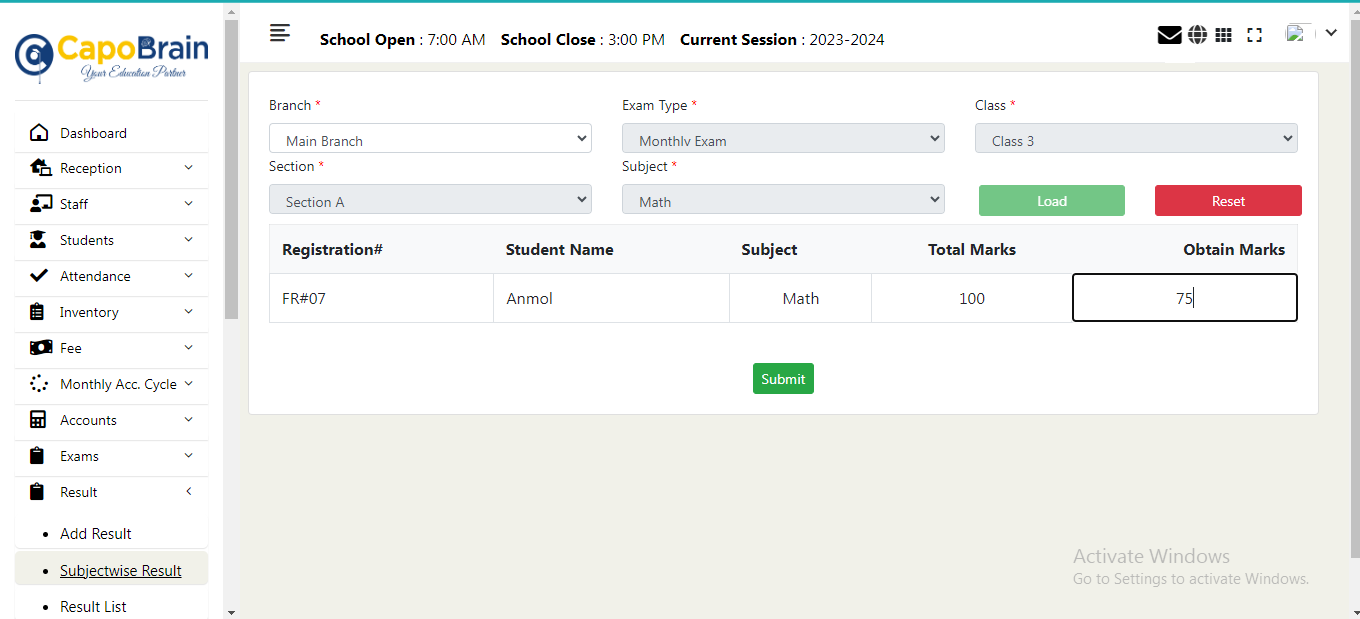 CapoBrain
Your Education Partner
School Open : 7:00 AM School Close : 3:00 PM Current Session : 2023-2024
Dashboard
Reception
Staff
Students
Attendance
Inventory
Fee
Monthly Acc. Cycle
Accounts
Exams
Result
Add Result
Subjectwise Result
Result List
Branch * Exam Type * Class *
Main Branch Monthly Exam Class 3
Section * Subject *
Section A Math Load Reset
Registration# Student Name Subject Total Marks Obtain Marks
FR#07 Anmol Math 100 75
Submit
Activate Windows
Go to Settings to activate Windows.